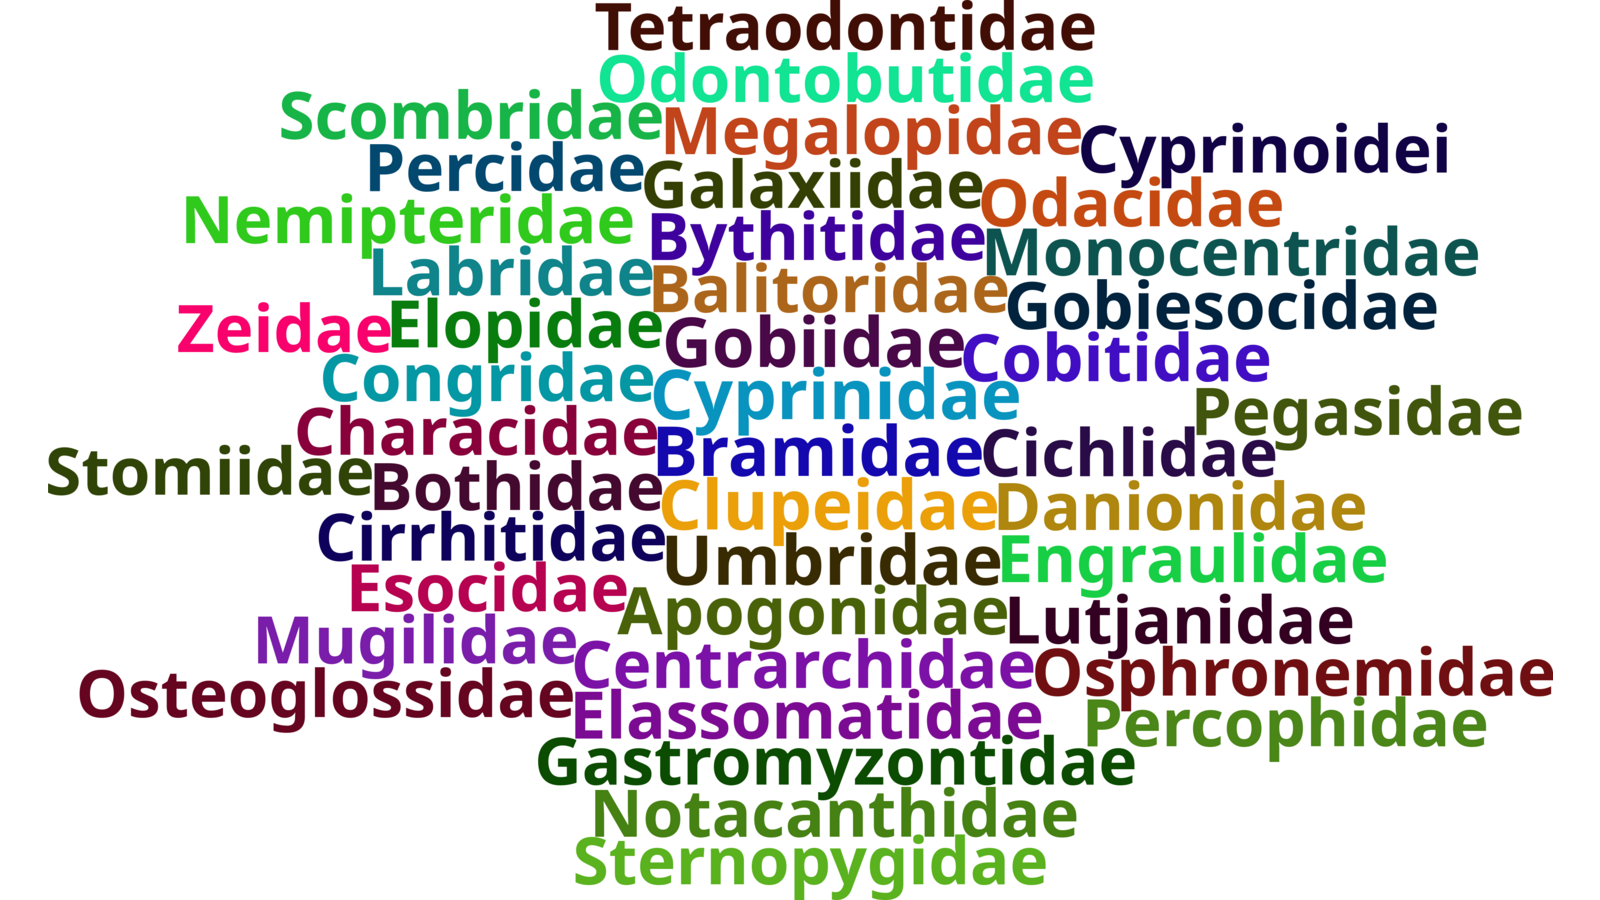 Tetraodontidae
Odontobutidae
Scombridae
Megalopidae
Cyprinoidei
Percidae
Galaxiidae
Odacidae
Nemipteridae
Bythitidae
Monocentridae
Labridae
Balitoridae
Gobiesocidae
Zeidae
Elopidae
Gobiidae
Cobitidae
Congridae
Cyprinidae
Pegasidae
Characidae
Bramidae
Cichlidae
Stomiidae
Bothidae
Clupeidae
Danionidae
Cirrhitidae
Umbridae
Engraulidae
Esocidae
Apogonidae
Lutjanidae
Mugilidae
Centrarchidae
Osphronemidae
Osteoglossidae
Elassomatidae
Percophidae
Gastromyzontidae
Notacanthidae
Sternopygidae